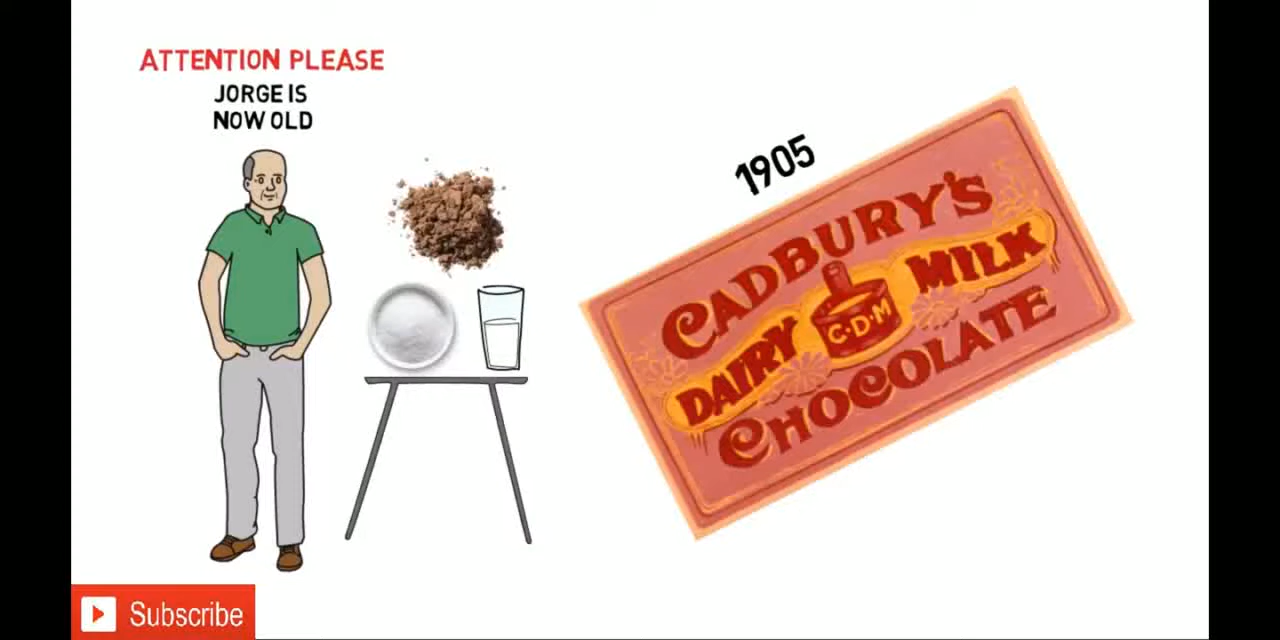 ATTENTION PLEASE
JORGE IS
NOW OLD
1905
CADBURY'S
DAIRY MILK
C·D·M
CHOCOLATE
Subscribe